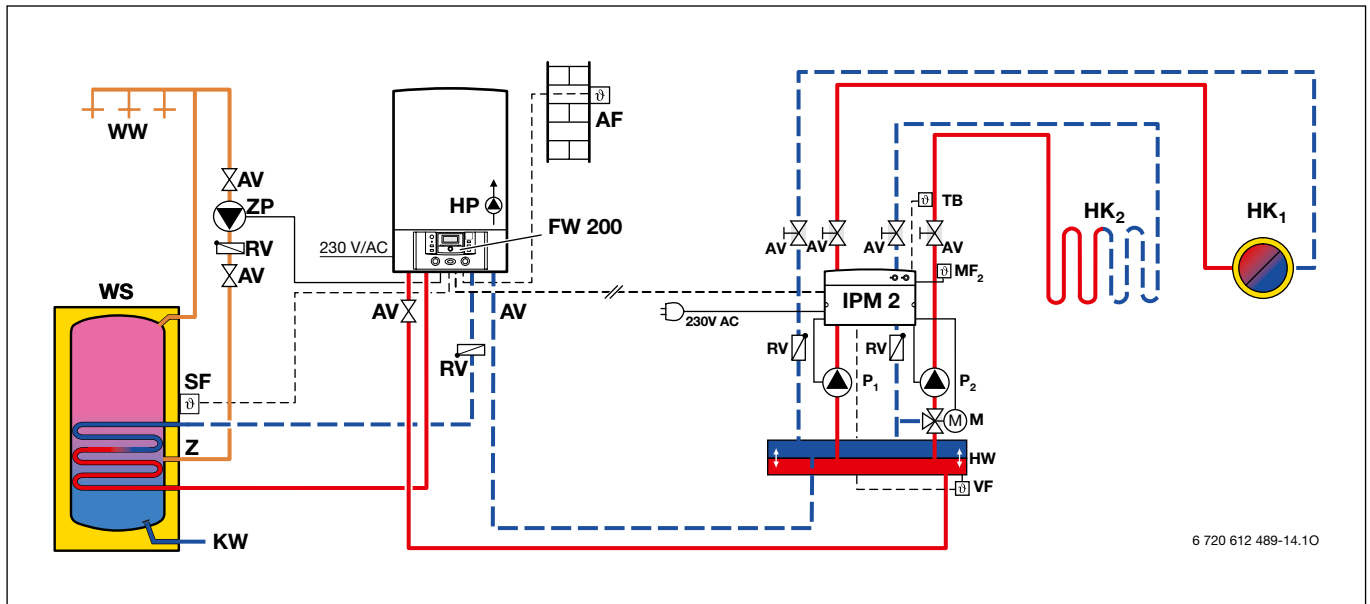 WW
AV
ZP
RV
AV
WS
SF
Z
KW
230 V/AC
HP
FW 200
AF
AV
AV
RV
230V AC
AV
AV
AV
AV
TB
MF2
IPM 2
RV
RV
P1
P2
M
M
HW
VF
HK2
HK1
ϑ
ϑ
ϑ
ϑ
ϑ
6 720 612 489-14.1O